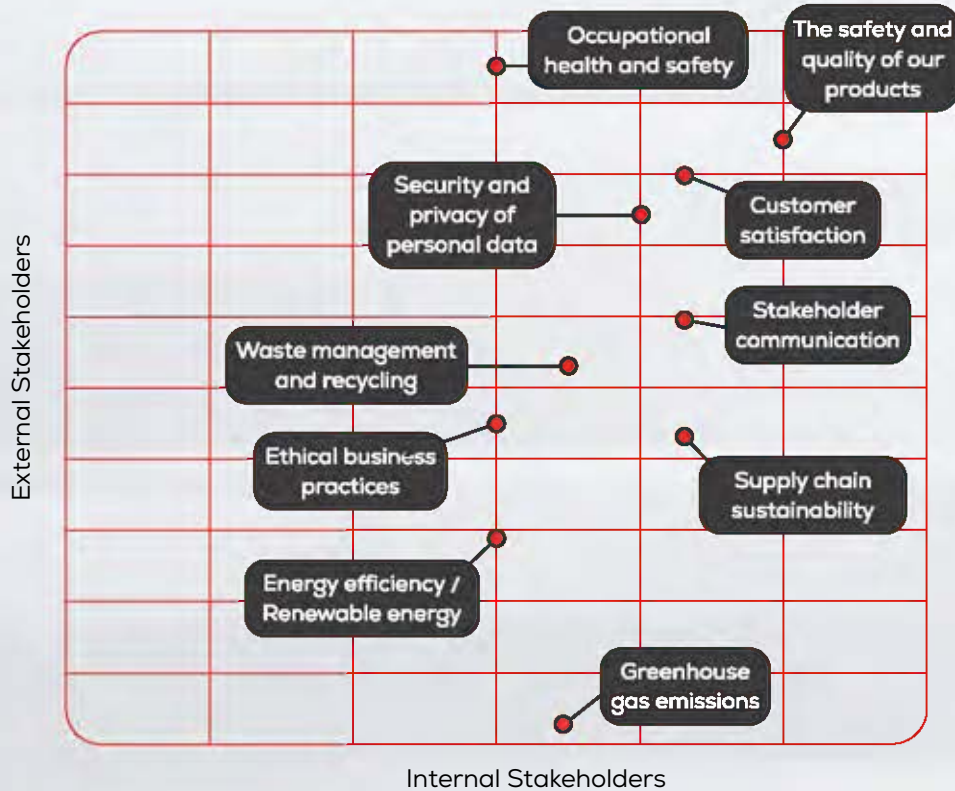 Occupational
health and safety
The safety and
quality of our
products
Security and
privacy of
personal data
Customer
satisfaction
Stakeholder
communication
Waste management
and recycling
Ethical business
practices
Supply chain
sustainability
Energy efficiency /
Renewable energy
Greenhouse
gas emissions
External Stakeholders
Internal Stakeholders